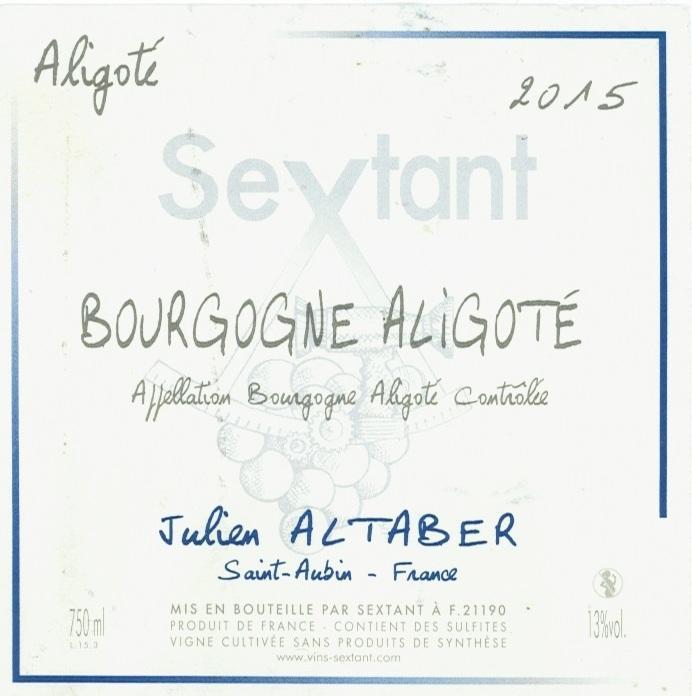 Aligoté
2015
Sextant
BOURGOGNE ALIGOTÉ
Appellation Bourgogne Aligoté Contrôlée
Julien ALTABER
Saint-Aubin - France
750 ml
L.15.3
MIS EN BOUTEILLE PAR SEXTANT À F.21190
PRODUIT DE FRANCE - CONTIENT DES SULFITES
VIGNE CULTIVÉE SANS PRODUITS DE SYNTHÈSE
www.vins-sextant.com
13%vol.